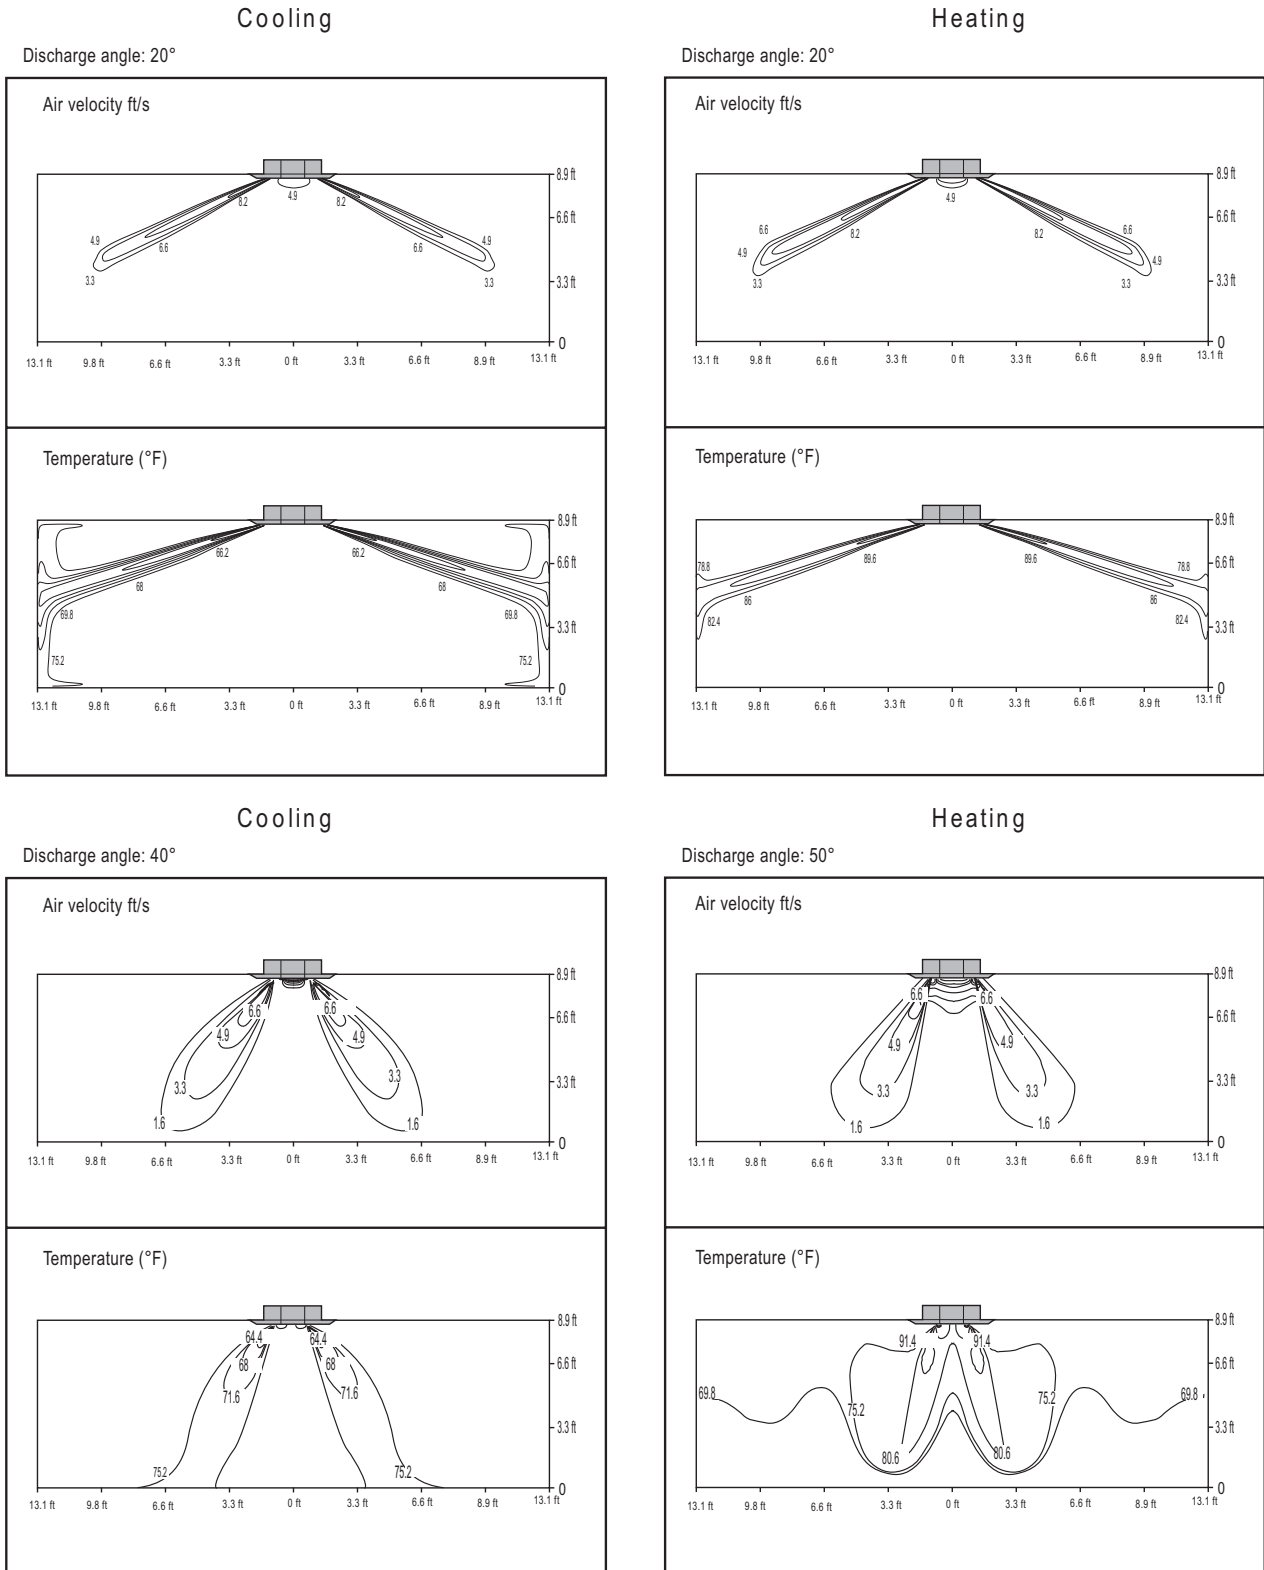 Cooling
Discharge angle: 20°
Air velocity ft/s
8.9 ft
4.9
8.2
8.2
6.6 ft
4.9
6.6
6.6
4.9
3.3
3.3
3.3 ft
0
13.1 ft 9.8 ft 6.6 ft 3.3 ft 0 ft 3.3 ft 6.6 ft 8.9 ft 13.1 ft
Temperature (°F)
8.9 ft
66.2
66.2
6.6 ft
68
68
69.8
69.8
3.3 ft
75.2
75.2
0
13.1 ft 9.8 ft 6.6 ft 3.3 ft 0 ft 3.3 ft 6.6 ft 8.9 ft 13.1 ft
Heating
Discharge angle: 20°
Air velocity ft/s
8.9 ft
4.9
6.6 ft
6.6
8.2
8.2
6.6
4.9
4.9
3.3
3.3
3.3 ft
0
13.1 ft 9.8 ft 6.6 ft 3.3 ft 0 ft 3.3 ft 6.6 ft 8.9 ft 13.1 ft
Temperature (°F)
8.9 ft
89.6
89.6
6.6 ft
78.8
78.8
86
86
82.4
82.4
3.3 ft
0
13.1 ft 9.8 ft 6.6 ft 3.3 ft 0 ft 3.3 ft 6.6 ft 8.9 ft 13.1 ft
Cooling
Discharge angle: 40°
Air velocity ft/s
8.9 ft
6.6
6.6
6.6 ft
4.9
4.9
3.3
3.3
3.3 ft
1.6
1.6
0
13.1 ft 9.8 ft 6.6 ft 3.3 ft 0 ft 3.3 ft 6.6 ft 8.9 ft 13.1 ft
Temperature (°F)
8.9 ft
64.4
64.4
68
68
6.6 ft
71.6
71.6
3.3 ft
75.2
75.2
0
13.1 ft 9.8 ft 6.6 ft 3.3 ft 0 ft 3.3 ft 6.6 ft 8.9 ft 13.1 ft
Heating
Discharge angle: 50°
Air velocity ft/s
8.9 ft
6.6
6.6
6.6 ft
4.9
4.9
3.3
3.3
3.3 ft
1.6
1.6
0
13.1 ft 9.8 ft 6.6 ft 3.3 ft 0 ft 3.3 ft 6.6 ft 8.9 ft 13.1 ft
Temperature (°F)
8.9 ft
91.4
91.4
6.6 ft
69.8
69.8
75.2
75.2
3.3 ft
80.6
80.6
0
13.1 ft 9.8 ft 6.6 ft 3.3 ft 0 ft 3.3 ft 6.6 ft 8.9 ft 13.1 ft